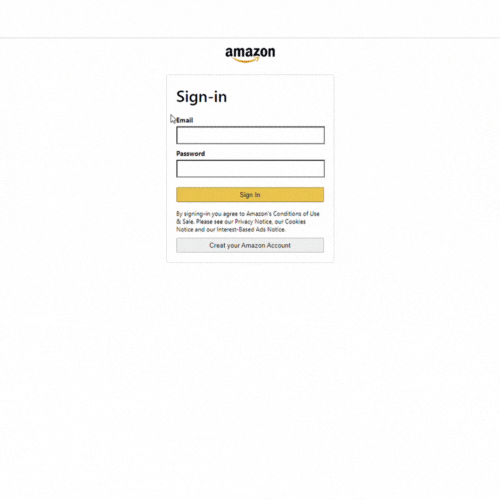 amazon
Sign-in
Email
Password
Sign In
By signing-in you agree to Amazon's Conditions of Use
& Sale. Please see our Privacy Notice, our Cookies
Notice and our Interest-Based Ads Notice.
Creat your Amazon Account